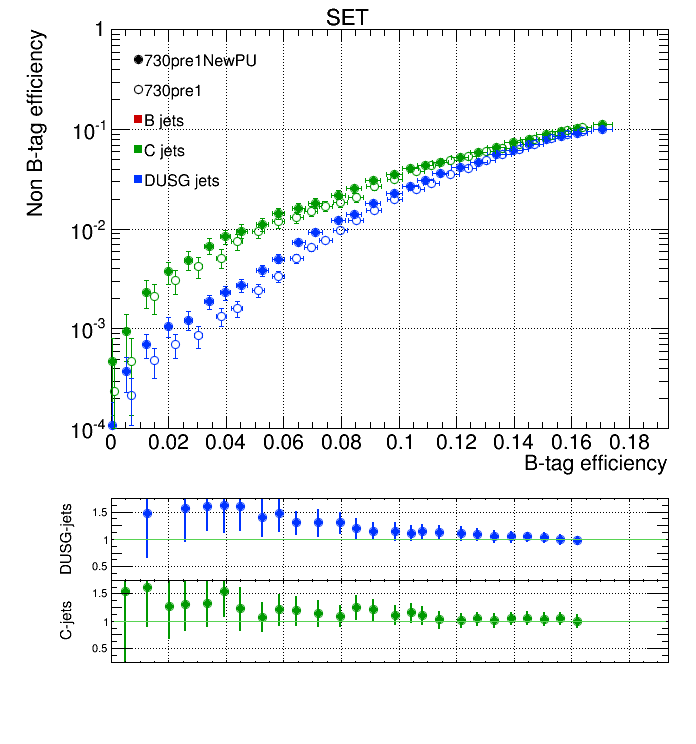 SET
Non B-tag efficiency
1
10-1
10-2
10-3
10-4
730pre1NewPU
730pre1
B jets
C jets
DUSG jets
0 0.02 0.04 0.06 0.08 0.1 0.12 0.14 0.16 0.18
B-tag efficiency
DUSG-jets
1.5
1
0.5
C-jets
1.5
1
0.5